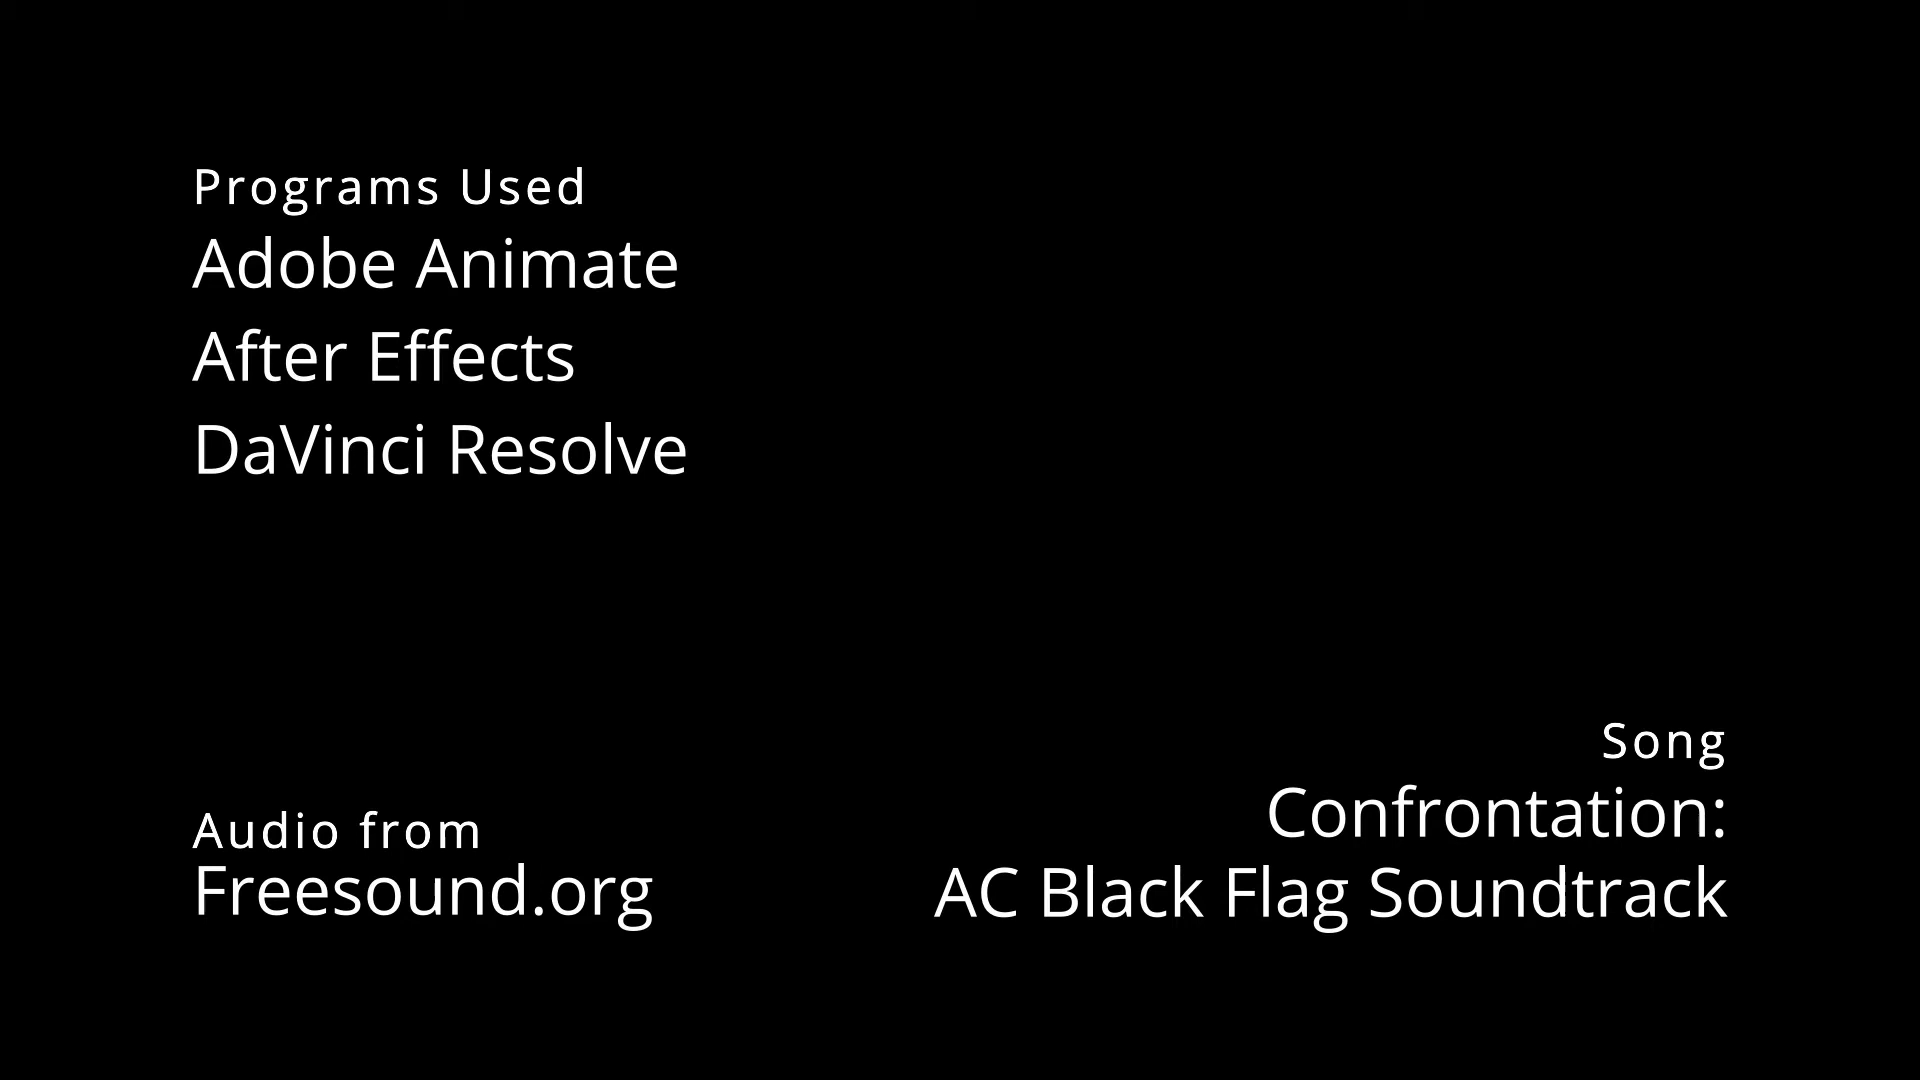 Programs Used
Adobe Animate
After Effects
DaVinci Resolve
Audio from
Freesound.org
Song
Confrontation:
AC Black Flag Soundtrack